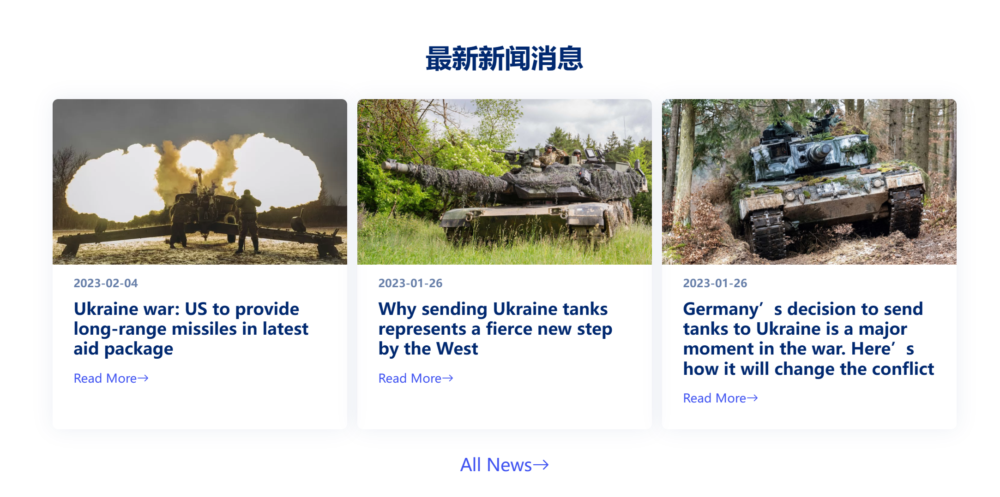 最新新闻消息
2023-02-04
Ukraine war: US to provide
long-range missiles in latest
aid package
Read More→
2023-01-26
Why sending Ukraine tanks
represents a fierce new step
by the West
Read More→
2023-01-26
Germany’s decision to send
tanks to Ukraine is a major
moment in the war. Here’s
how it will change the conflict
Read More→
All News→